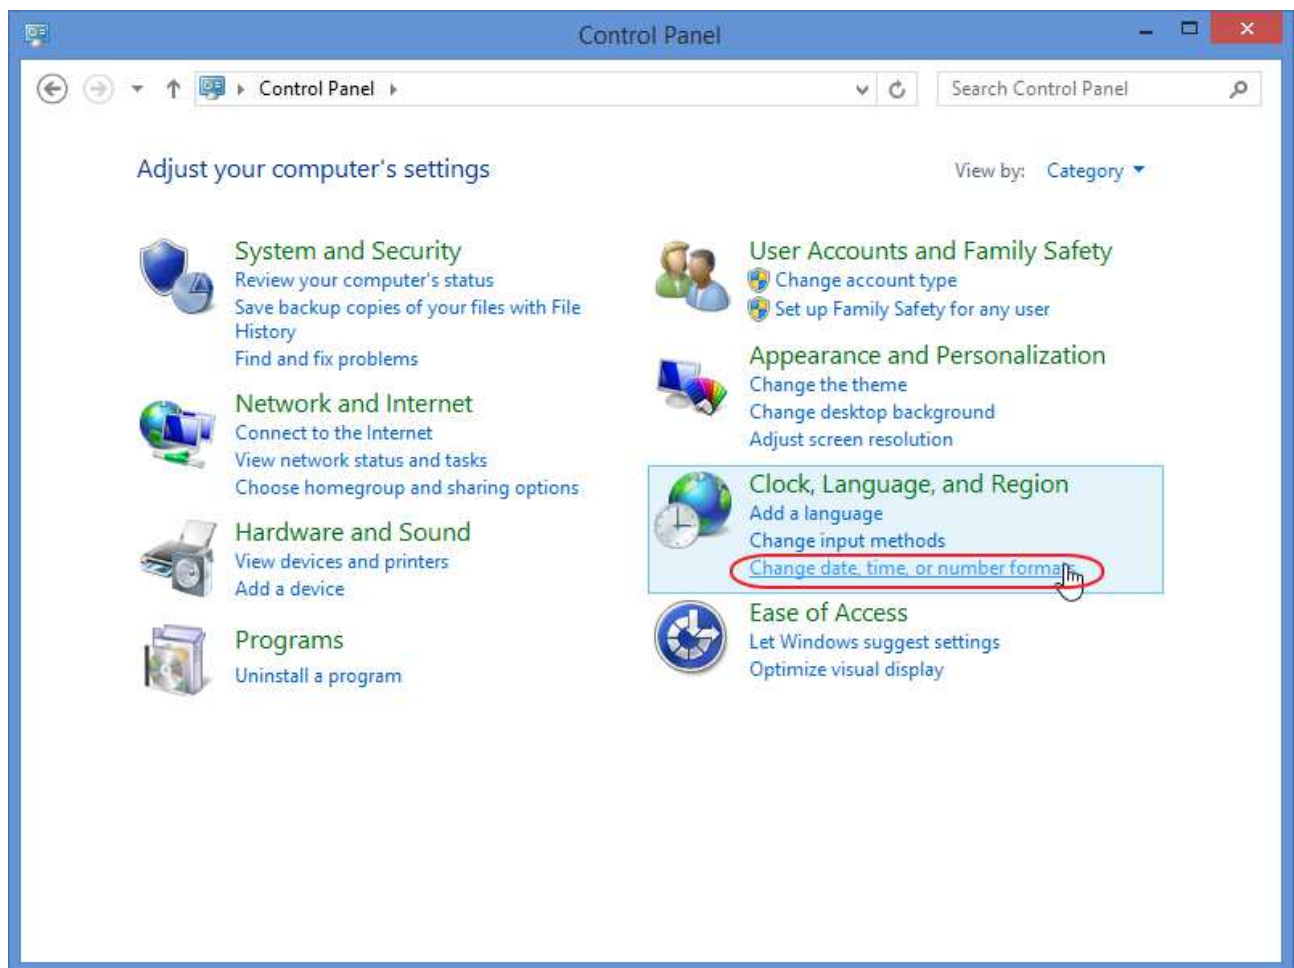 Control Panel
Control Panel
Search Control Panel
Adjust your computer's settings
View by: Category
System and Security
Review your computer's status
Save backup copies of your files with File
History
Find and fix problems
Network and Internet
Connect to the Internet
View network status and tasks
Choose homegroup and sharing options
Hardware and Sound
View devices and printers
Add a device
Programs
Uninstall a program
User Accounts and Family Safety
Change account type
Set up Family Safety for any user
Appearance and Personalization
Change the theme
Change desktop background
Adjust screen resolution
Clock, Language, and Region
Add a language
Change input methods
Change date, time, or number formats
Ease of Access
Let Windows suggest settings
Optimize visual display